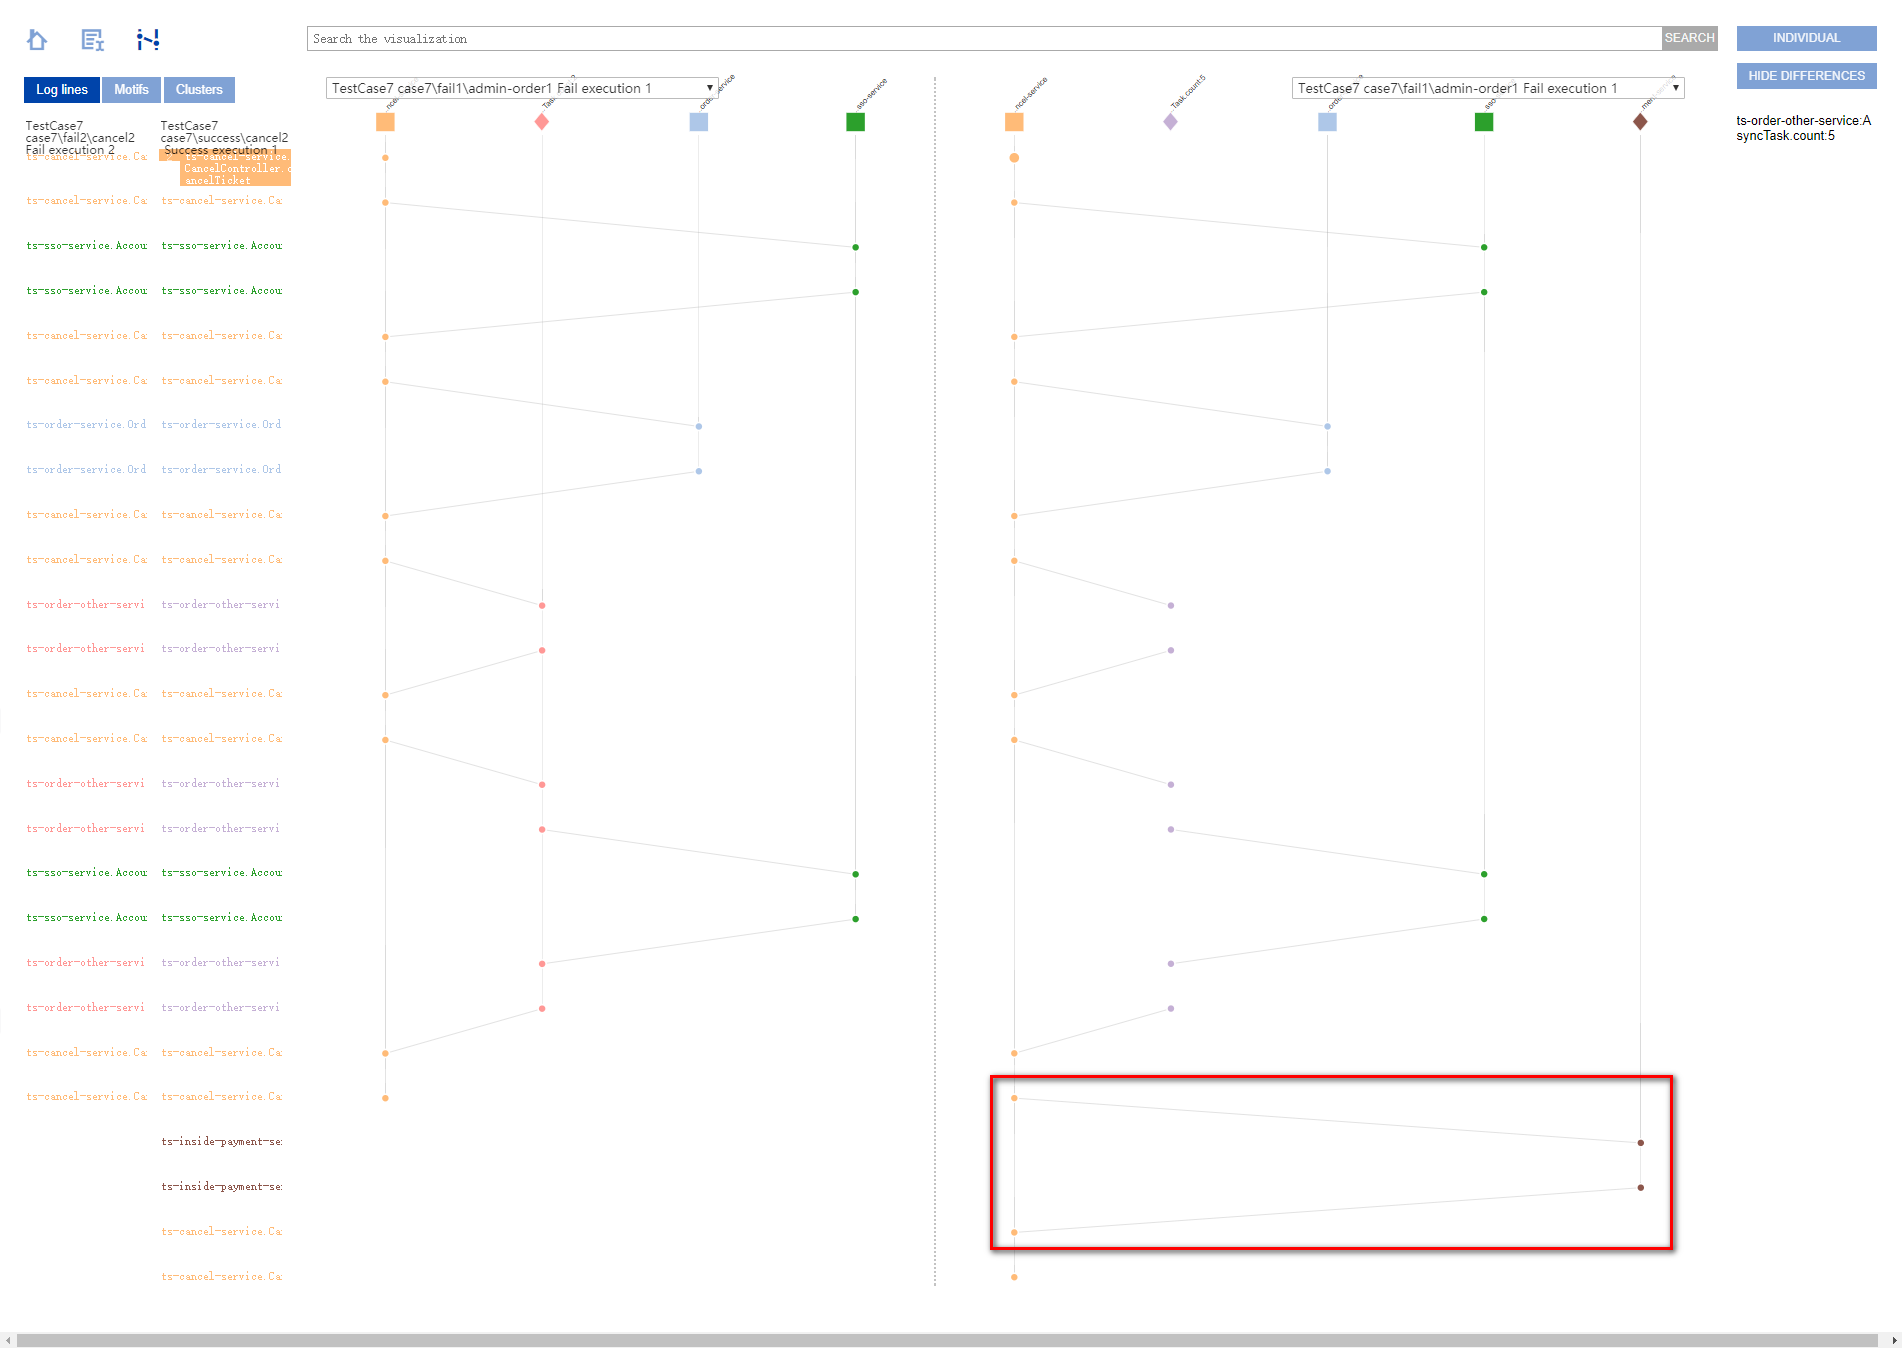 Search the visualization
SEARCH
INDIVIDUAL
HIDE DIFFERENCES
Log lines
Motifs
Clusters
TestCase7 case7\fail1\admin-order1 Fail execution 1
TestCase7 case7\fail1\admin-order1 Fail execution 1
sso-service
ncel-service
Task.count:5
ts-order-other-service:A
syncTask.count:5
TestCase7
case7\fail2\cancel2
Fail execution 2
TestCase7
case7\success\cancel2
Success execution 1
ts-cancel-service.Ca
ts-cancel-service.
CancelController.c
ancelTicket
ts-cancel-service.Ca ts-cancel-service.Ca
ts-sso-service.Accou ts-sso-service.Accou
ts-sso-service.Accou ts-sso-service.Accou
ts-cancel-service.Ca ts-cancel-service.Ca
ts-cancel-service.Ca ts-cancel-service.Ca
ts-order-service.Ord ts-order-service.Ord
ts-order-service.Ord ts-order-service.Ord
ts-cancel-service.Ca ts-cancel-service.Ca
ts-cancel-service.Ca ts-cancel-service.Ca
ts-order-other-servi ts-order-other-servi
ts-order-other-servi ts-order-other-servi
ts-cancel-service.Ca ts-cancel-service.Ca
ts-cancel-service.Ca ts-cancel-service.Ca
ts-order-other-servi ts-order-other-servi
ts-order-other-servi ts-order-other-servi
ts-sso-service.Accou ts-sso-service.Accou
ts-sso-service.Accou ts-sso-service.Accou
ts-order-other-servi ts-order-other-servi
ts-order-other-servi ts-order-other-servi
ts-cancel-service.Ca ts-cancel-service.Ca
ts-cancel-service.Ca ts-cancel-service.Ca
ts-inside-payment-se
ts-inside-payment-se
ts-cancel-service.Ca
ts-cancel-service.Ca